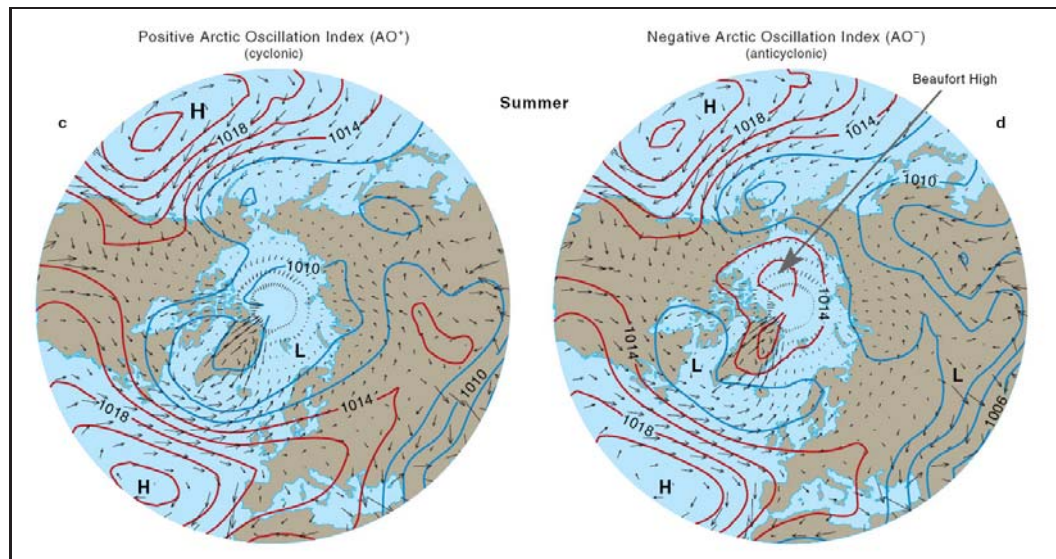 Positive Arctic Oscillation Index (AO⁺)
(cyclonic)
Negative Arctic Oscillation Index (AO⁻)
(anticyclonic)
Beaufort High
Summer
c
d
H
1018
1014
1010
L
1014
1010
1018
H
H
1018
1014
1010
1014
1014
L
L
1006
1018
H